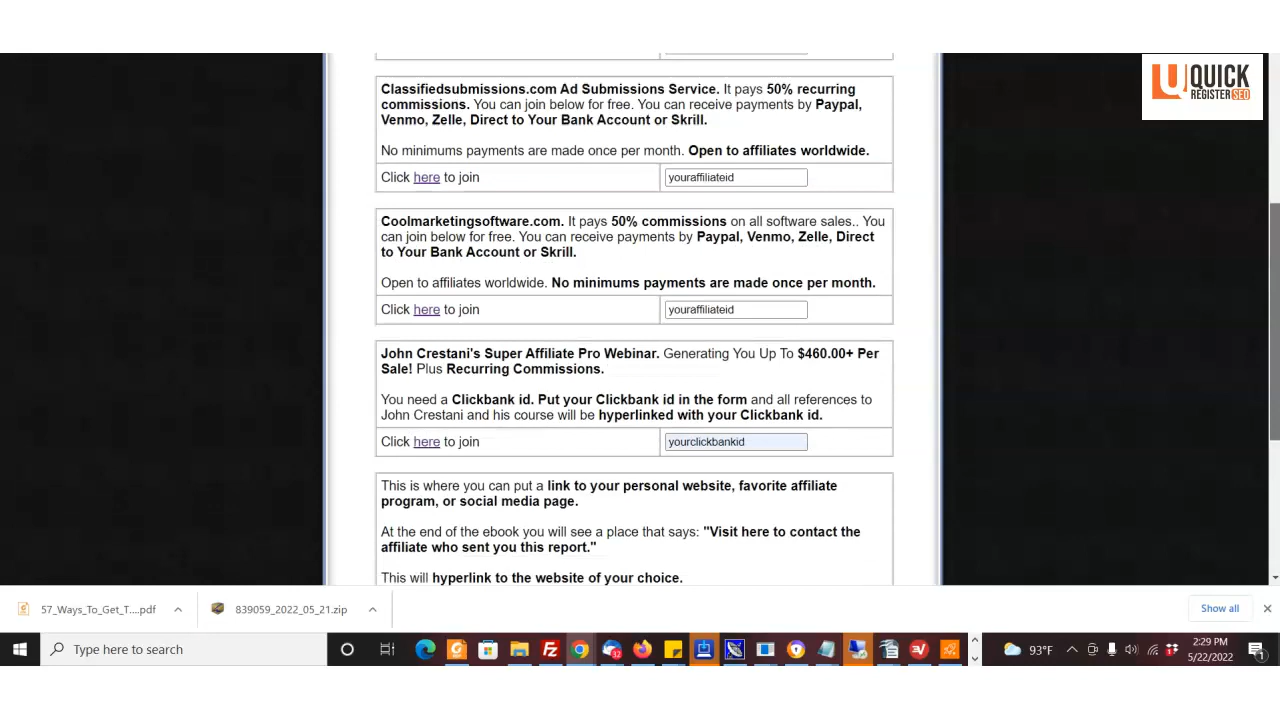 QUICK
REGISTER SEO
Classifiedsubmissions.com Ad Submissions Service. It pays 50% recurring
commissions. You can join below for free. You can receive payments by Paypal,
Venmo, Zelle, Direct to Your Bank Account or Skrill.
No minimums payments are made once per month. Open to affiliates worldwide.
Click here to join
youraffiliateid
Coolmarketingsoftware.com. It pays 50% commissions on all software sales.. You
can join below for free. You can receive payments by Paypal, Venmo, Zelle, Direct
to Your Bank Account or Skrill.
Open to affiliates worldwide. No minimums payments are made once per month.
Click here to join
youraffiliateid
John Crestani's Super Affiliate Pro Webinar. Generating You Up To $460.00+ Per
Sale! Plus Recurring Commissions.
You need a Clickbank id. Put your Clickbank id in the form and all references to
John Crestani and his course will be hyperlinked with your Clickbank id.
Click here to join
yourclickbankid
This is where you can put a link to your personal website, favorite affiliate
program, or social media page.
At the end of the ebook you will see a place that says: "Visit here to contact the
affiliate who sent you this report."
This will hyperlink to the website of your choice.
57_Ways_To_Get_T....pdf
839059_2022_05_21.zip
Show all
Type here to search
93°F
2:29 PM
5/22/2022